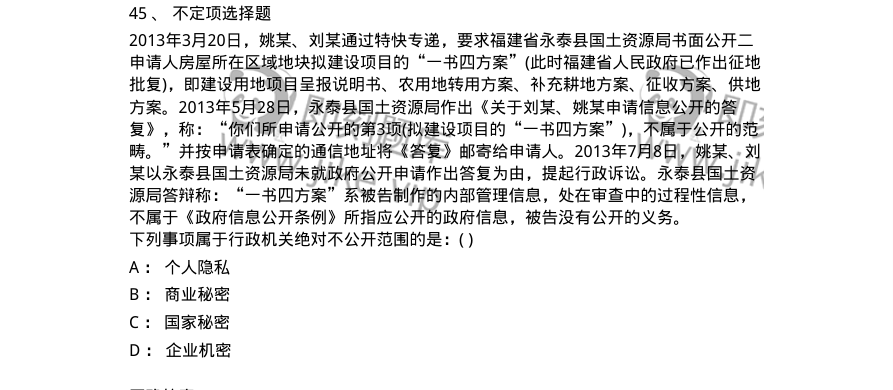 45 、 不定项选择题
2013年3月20日，姚某、刘某通过特快专递，要求福建省永泰县国土资源局书面公开二
申请人房屋所在区域地块拟建设项目的“一书四方案”(此时福建省人民政府已作出征地
批复)，即建设用地项目呈报说明书、农用地转用方案、补充耕地方案、征收方案、供地
方案。2013年5月28日，永泰县国土资源局作出《关于刘某、姚某申请信息公开的答
复》，称：“你们所申请公开的第3项(拟建设项目的“一书四方案”)，不属于公开的范
畴。”并按申请表确定的通信地址将《答复》邮寄给申请人。2013年7月8日，姚某、刘
某以永泰县国土资源局未就政府公开申请作出答复为由，提起行政诉讼。永泰县国土资
源局答辩称：“一书四方案”系被告制作的内部管理信息，处在审查中的过程性信息，
不属于《政府信息公开条例》所指应公开的政府信息，被告没有公开的义务。
下列事项属于行政机关绝对不公开范围的是：( )
A ： 个人隐私
B ： 商业秘密
C ： 国家秘密
D ： 企业机密